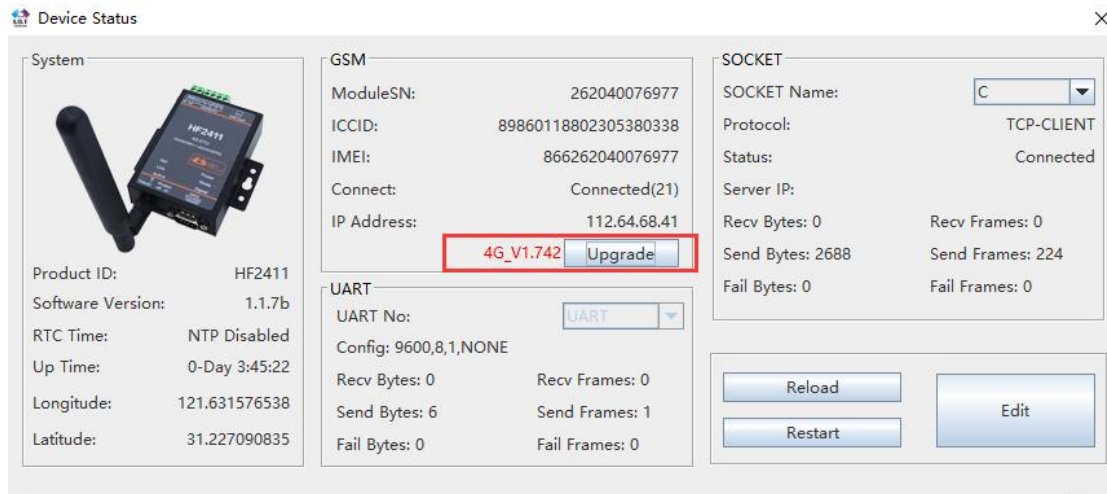 Device Status
System
HF2411
Product ID: HF2411
Software Version: 1.1.7b
RTC Time: NTP Disabled
Up Time: 0-Day 3:45:22
Longitude: 121.631576538
Latitude: 31.227090835
GSM
ModuleSN: 262040076977
ICCID: 89860118802305380338
IMEI: 866262040076977
Connect: Connected(21)
IP Address: 112.64.68.41
4G_V1.742 Upgrade
UART
UART No: UART
Config: 9600,8,1,NONE
Recv Bytes: 0 Recv Frames: 0
Send Bytes: 6 Send Frames: 1
Fail Bytes: 0 Fail Frames: 0
SOCKET
SOCKET Name: C
Protocol: TCP-CLIENT
Status: Connected
Server IP:
Recv Bytes: 0 Recv Frames: 0
Send Bytes: 2688 Send Frames: 224
Fail Bytes: 0 Fail Frames: 0
Reload
Restart
Edit